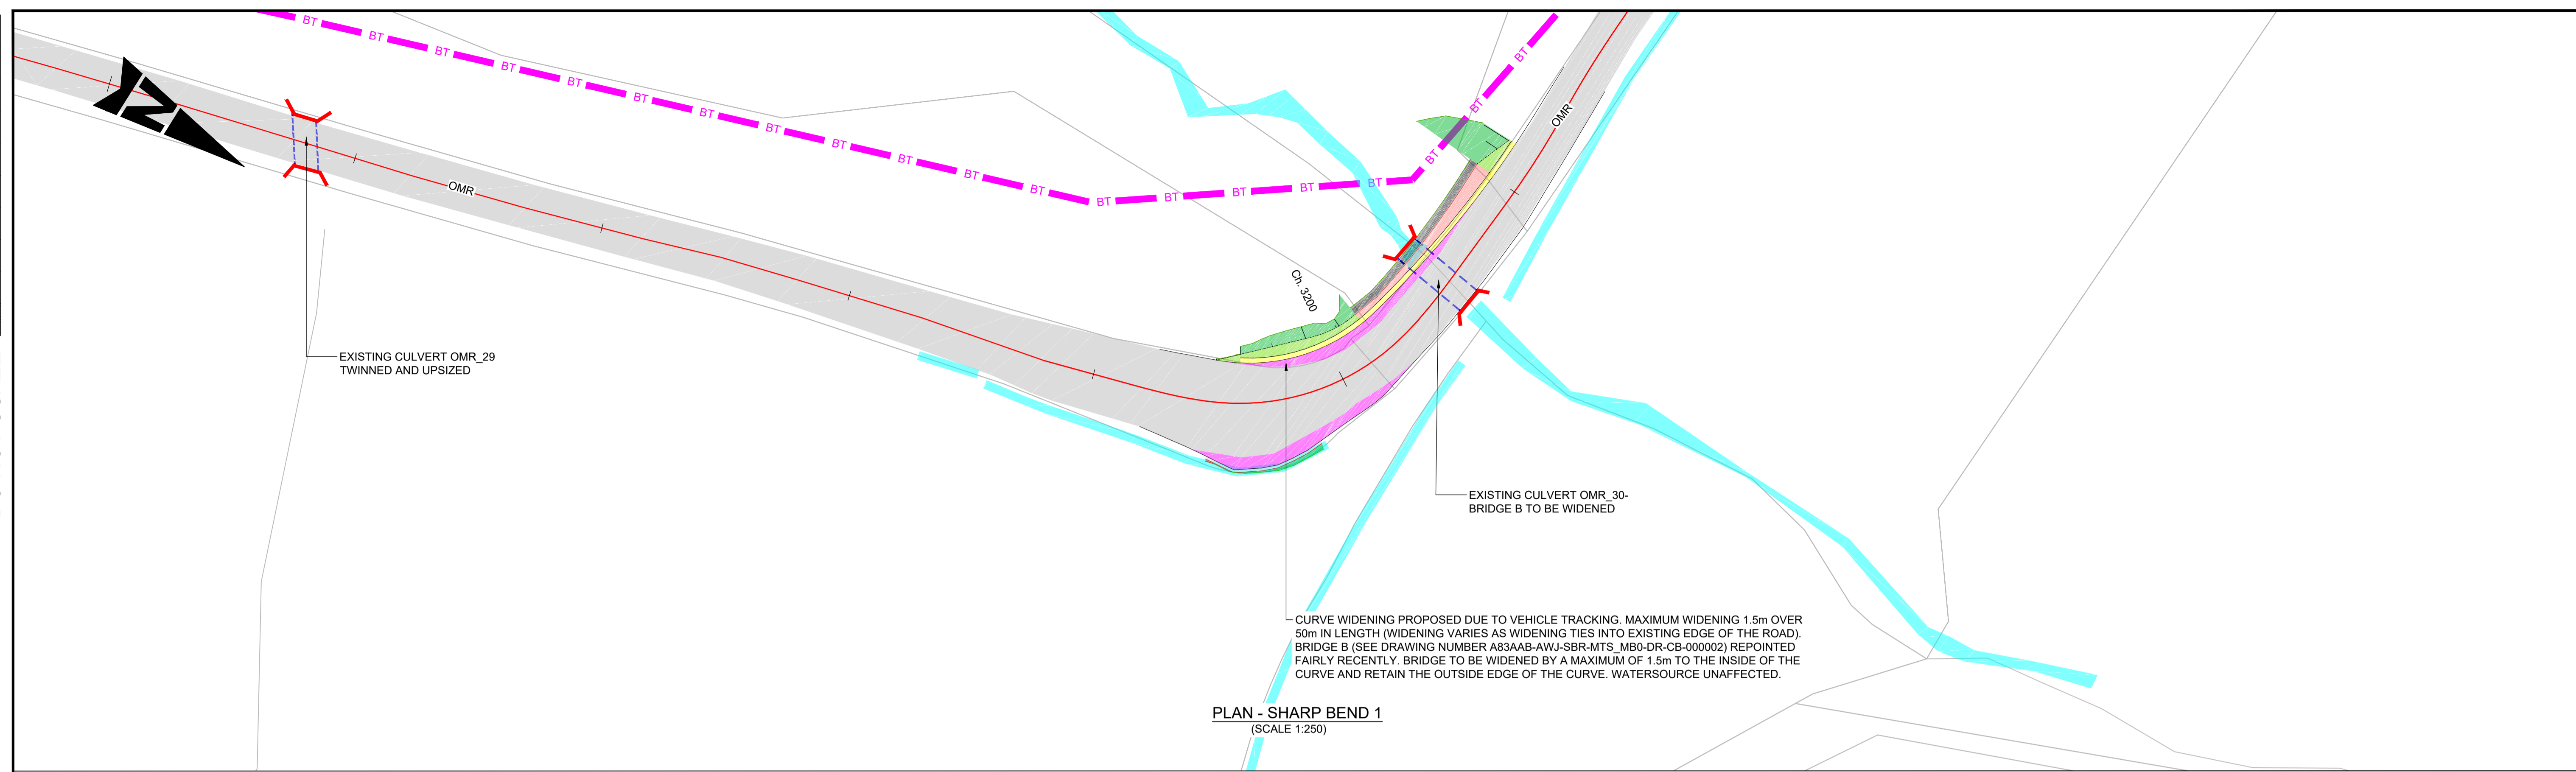 BT BT BT BT BT BT BT BT BT BT BT BT BT BT BT BT BT BT BT BT
N
OMR
OMR
Ch. 3200
EXISTING CULVERT OMR_29
TWINNED AND UPSIZED
EXISTING CULVERT OMR_30-
BRIDGE B TO BE WIDENED
CURVE WIDENING PROPOSED DUE TO VEHICLE TRACKING. MAXIMUM WIDENING 1.5m OVER
50m IN LENGTH (WIDENING VARIES AS WIDENING TIES INTO EXISTING EDGE OF THE ROAD).
BRIDGE B (SEE DRAWING NUMBER A83AAB-AWJ-SBR-MTS_MB0-DR-CB-000002) REPOINTED
FAIRLY RECENTLY. BRIDGE TO BE WIDENED BY A MAXIMUM OF 1.5m TO THE INSIDE OF THE
CURVE AND RETAIN THE OUTSIDE EDGE OF THE CURVE. WATERSOURCE UNAFFECTED.
PLAN - SHARP BEND 1
(SCALE 1:250)